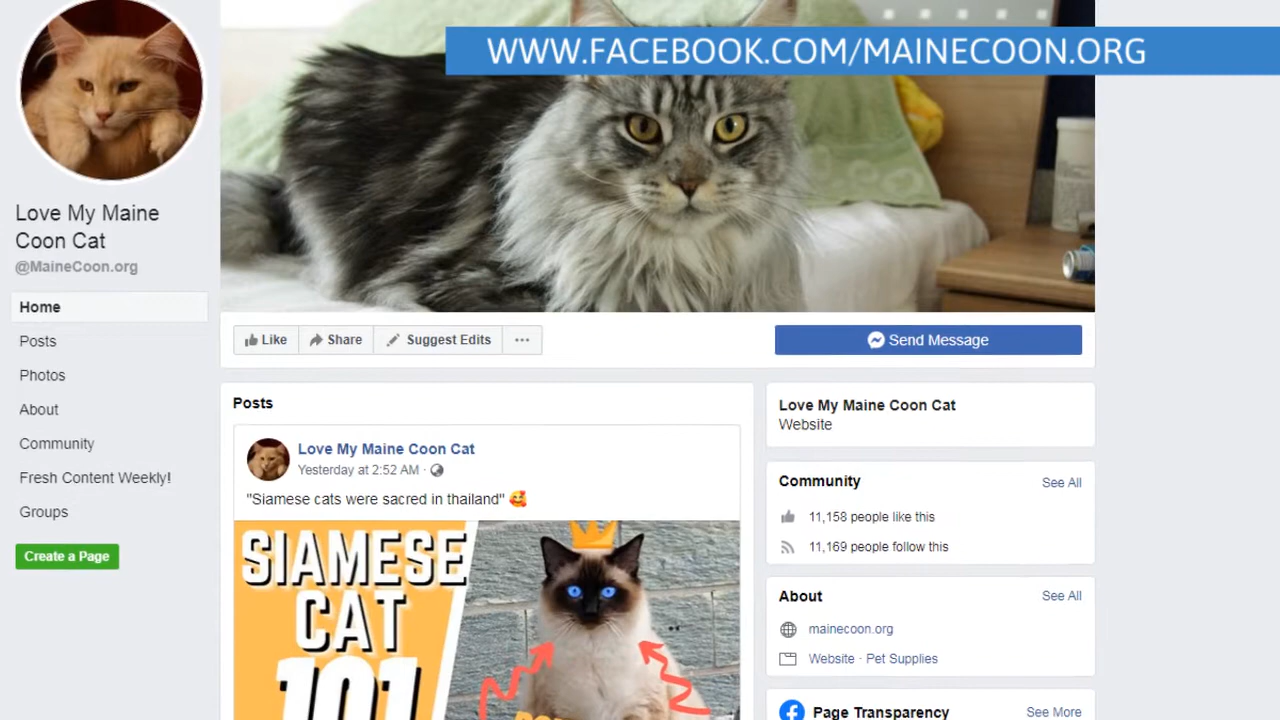 WWW.FACEBOOK.COM/MAINECOON.ORG
Love My Maine
Coon Cat
@MaineCoon.org
Home
Posts
Photos
About
Community
Fresh Content Weekly!
Groups
Create a Page
Like
Share
Suggest Edits
Send Message
Posts
Love My Maine Coon Cat
Yesterday at 2:52 AM ·
"Siamese cats were sacred in thailand" 🥰
SIAMESE
CAT
101
Love My Maine Coon Cat
Website
Community
See All
11,158 people like this
11,169 people follow this
About
See All
mainecoon.org
Website · Pet Supplies
Page Transparency
See More